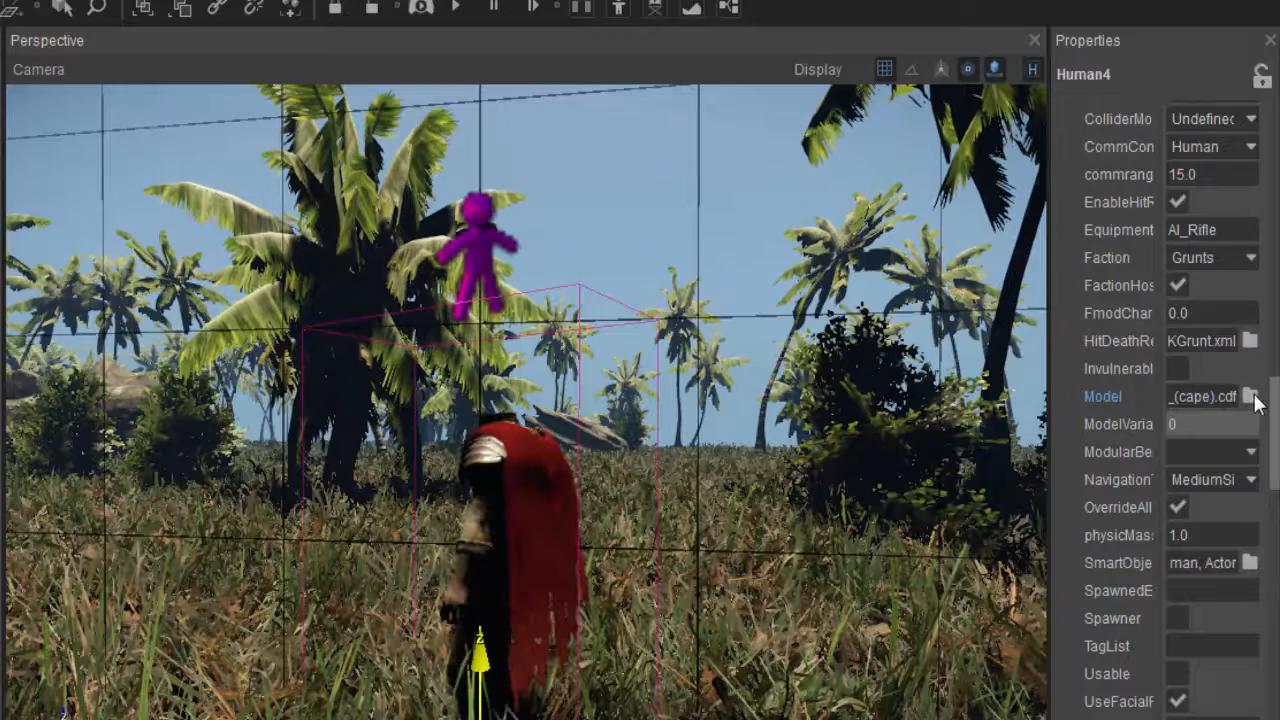 Perspective
Camera
Display
H
z
Properties
Human4
ColliderMo Undefinec
CommCon Human
commrang 15.0
EnableHitF
Equipment AI_Rifle
Faction Grunts
FactionHos
FmodChar 0.0
HitDeathRe KGrunt.xml
Invulnerabl
Model _(cape).cdf
ModelVaria 0
ModularBe
Navigation MediumSi
OverrideAll
physicMas: 1.0
SmartObje man, Actor
SpawnedE
Spawner
TagList
Usable
UseFacialF